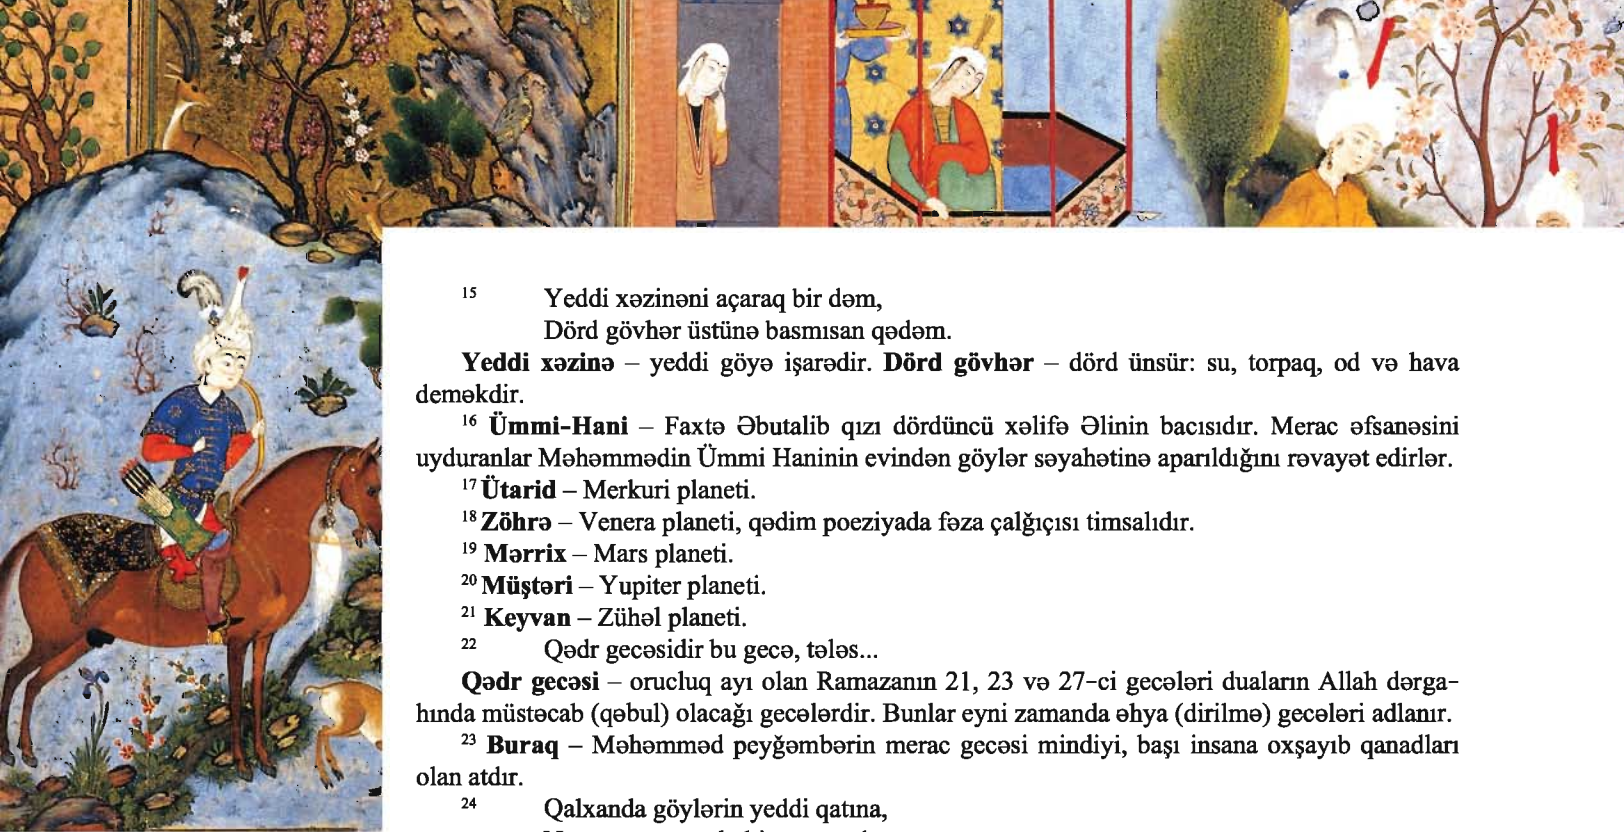 15 Yeddi xəzinəni açaraq bir dəm,
Dörd gövhər üstünə basmısan qədəm.
Yeddi xəzinə – yeddi göyə işarədir. Dörd gövhər – dörd ünsür: su, torpaq, od və hava
deməkdir.
16 Ümmi-Hani – Faxtə Əbutalib qızı dördüncü xəlifə Əlinin bacısıdır. Merac əfsanəsini
uyduranlar Məhəmmədin Ümmi Haninin evindən göylər səyahətinə aparıldığını rəvayət edirlər.
17 Ütarid – Merkuri planeti.
18 Zöhrə – Venera planeti, qədim poeziyada fəza çalğıçısı timsalıdır.
19 Mərrix – Mars planeti.
20 Müştəri – Yupiter planeti.
21 Keyvan – Zühəl planeti.
22 Qədr gecəsidir bu gecə, tələs...
Qədr gecəsi – orucluq ayı olan Ramazanın 21, 23 və 27-ci gecələri duaların Allah dərga-
hında müstəcab (qəbul) olacağı gecələrdir. Bunlar eyni zamanda əhya (dirilmə) gecələri adlanır.
23 Buraq – Məhəmməd peyğəmbərin merac gecəsi mindiyi, başı insana oxşayıb qanadları
olan atdır.
24 Qalxanda göylərin yeddi qatına,